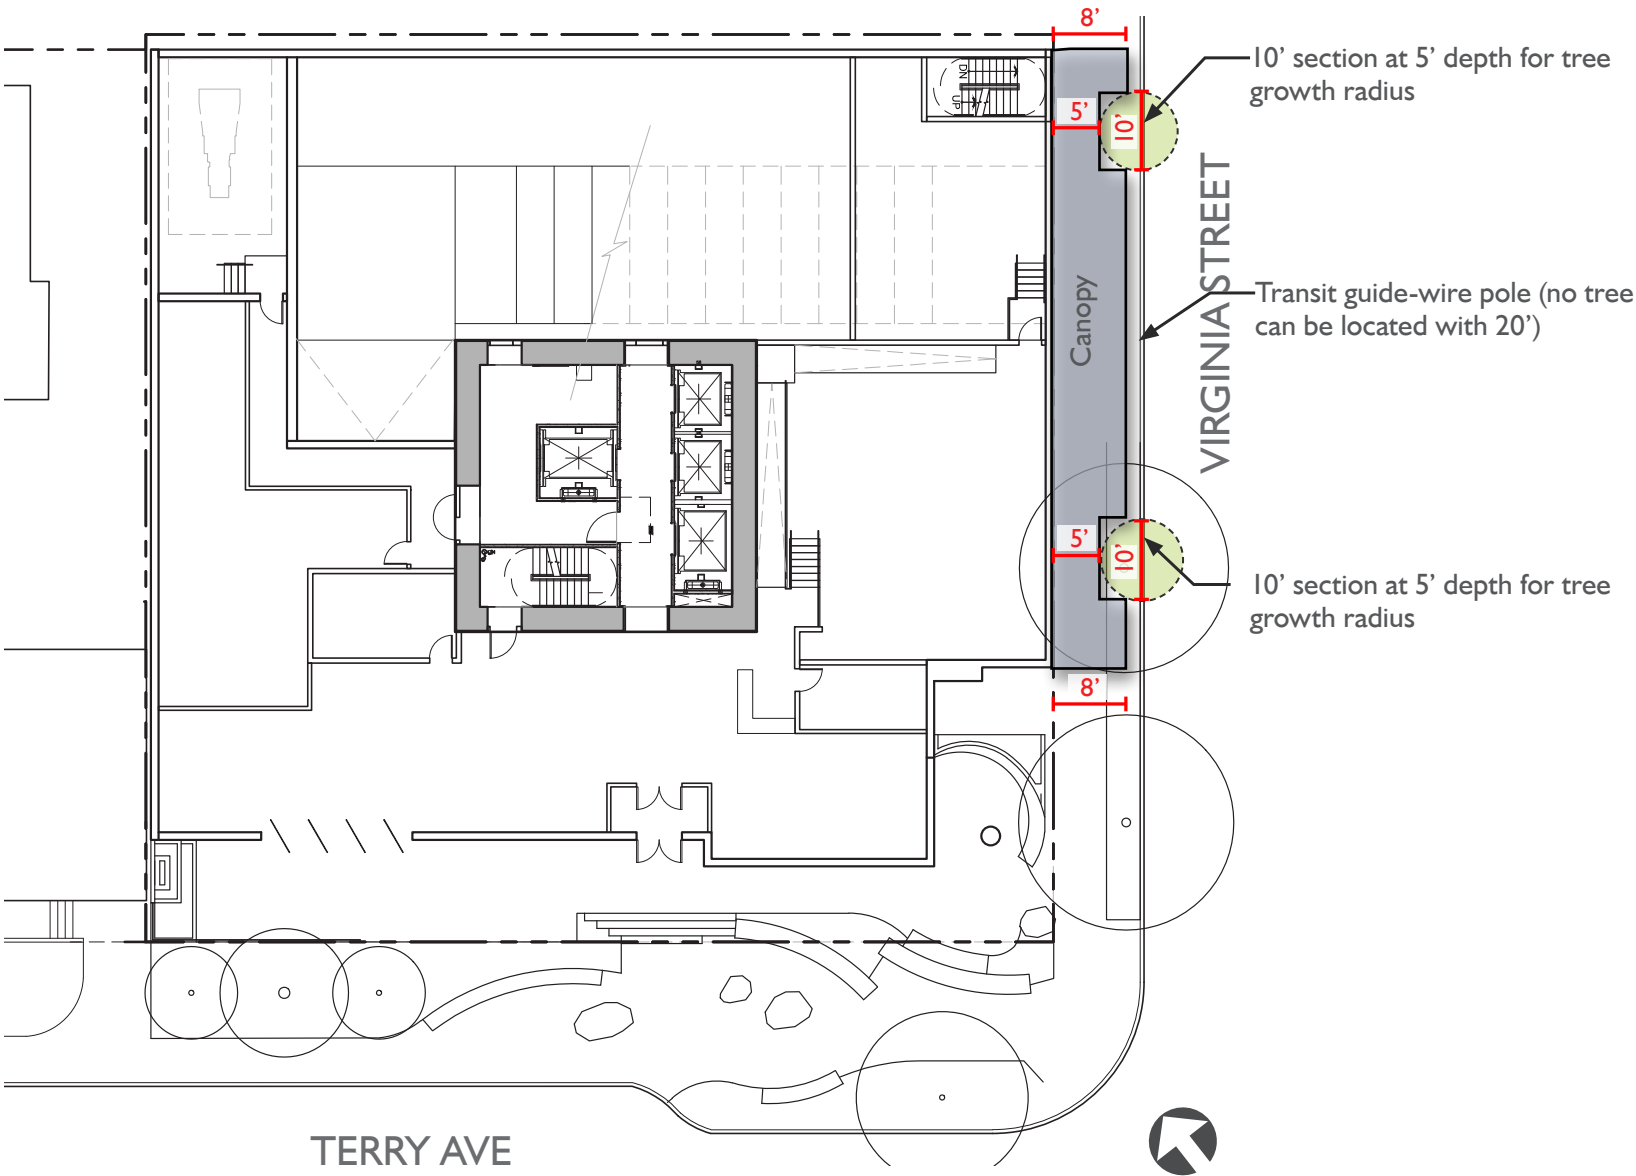 8’
10’ section at 5’ depth for tree
growth radius
DN
UP
5’
10’
VIRGINIA STREET
Transit guide-wire pole (no tree
can be located with 20’)
Canopy
5’
10’
10’ section at 5’ depth for tree
growth radius
8’
TERRY AVE